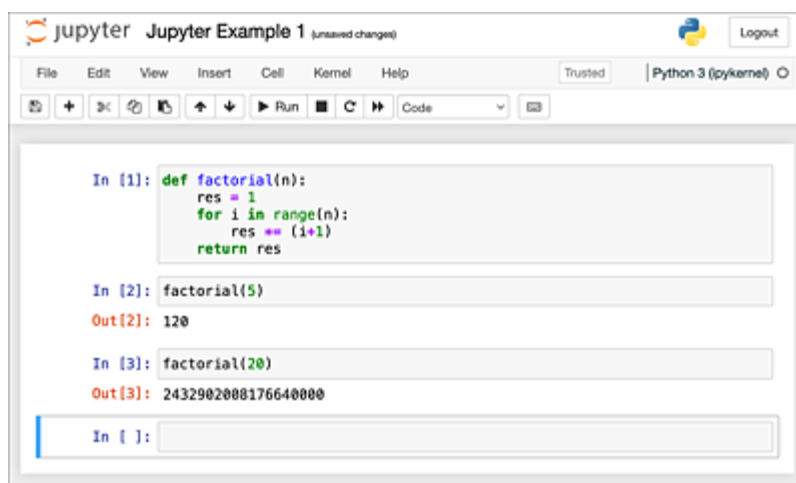 jupyter Jupyter Example 1 (unsaved changes) Logout
File Edit View Insert Cell Kernel Help Trusted Python 3 (ipykernel)
Run Code
In [1]: def factorial(n):
res = 1
for i in range(n):
res *= (i+1)
return res
In [2]: factorial(5)
Out[2]: 120
In [3]: factorial(20)
Out[3]: 2432902008176640000
In [ ]: